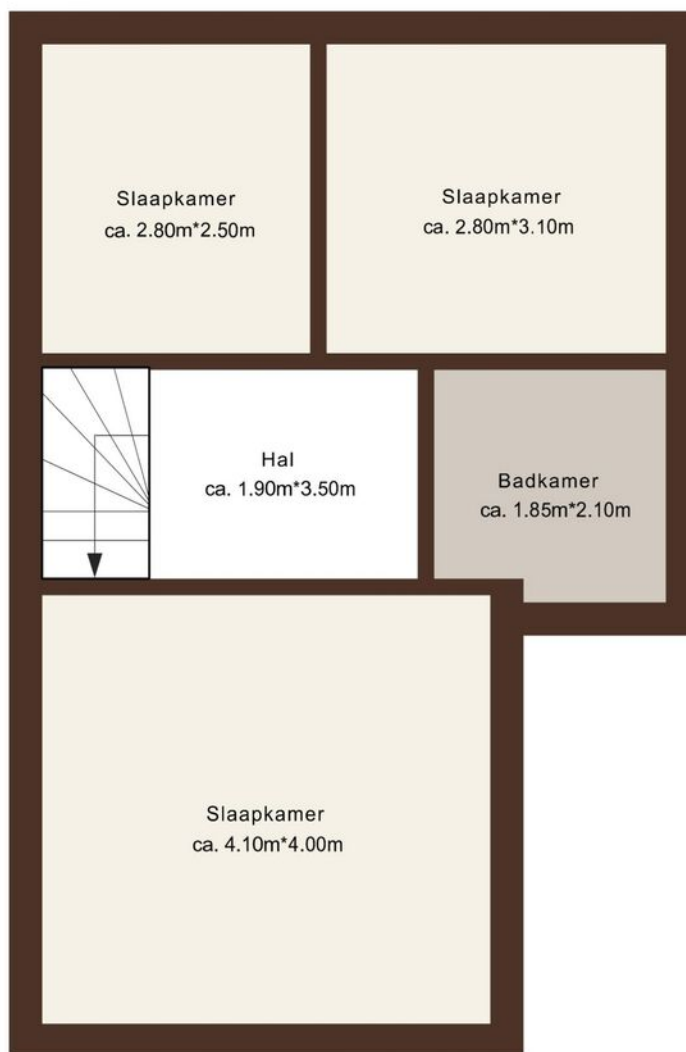 Slaapkamer
ca. 2.80m*2.50m
Slaapkamer
ca. 2.80m*3.10m
Hal
ca. 1.90m*3.50m
Badkamer
ca. 1.85m*2.10m
Slaapkamer
ca. 4.10m*4.00m